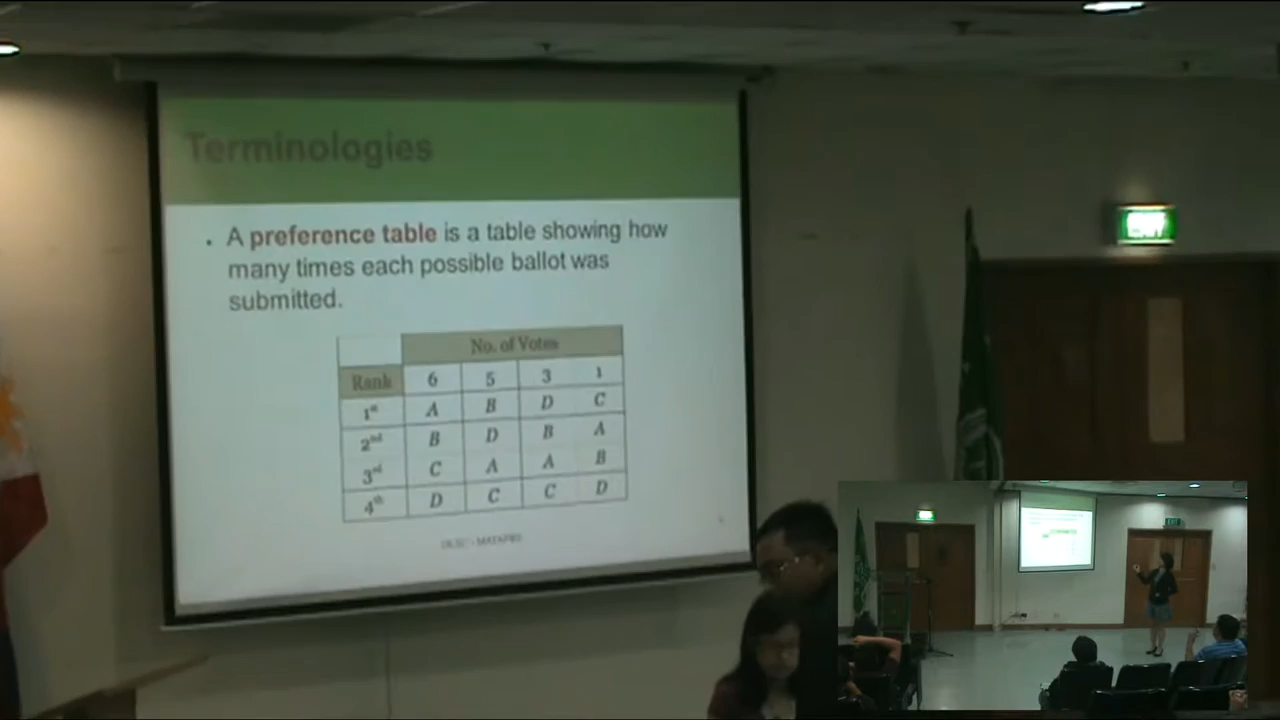 Terminologies
. A preference table is a table showing how
many times each possible ballot was
submitted.
No. of Votes
Rank 6 5 3 1
1st A B D C
2nd B D B A
3rd C A A B
4th D C C D
EXIT